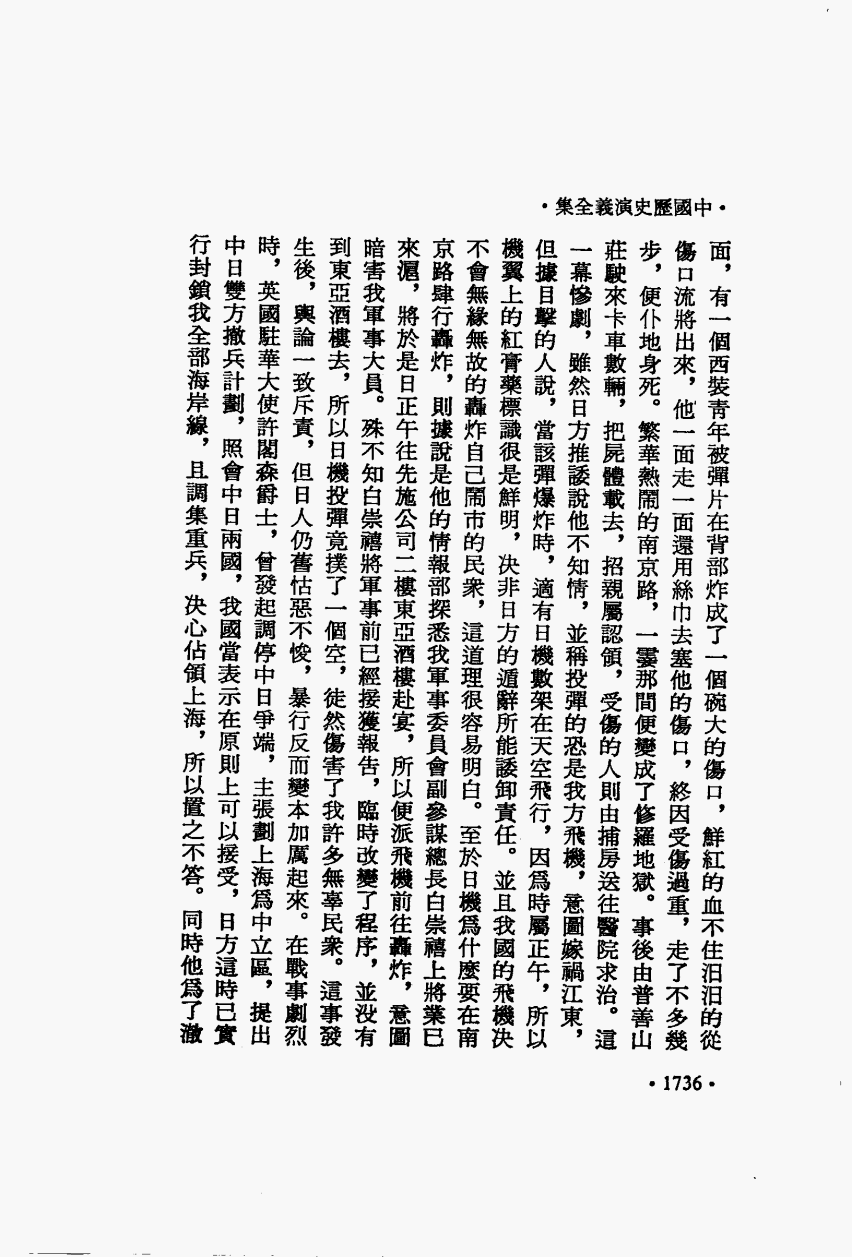 ・中國歷史演義全集・
面，有一個西裝靑年被彈片在背部炸成了一個碗大的傷口，鮮紅的血不住汩汩的從
傷口流將出來，他一面走一面還用絲巾去塞他的傷口，終因受傷過重，走了不多幾
步，便仆地身死。繁華熱鬧的南京路，一霎那間便變成了修羅地獄。事後由普善山
莊駛來卡車數輛，把屍體載去，招親屬認領，受傷的人則由捕房送往醫院求治。這
一幕慘劇，雖然日方推諉說他不知情，並稱投彈的恐是我方飛機，意圖嫁禍江東，
但據目擊的人說，當該彈爆炸時，適有日機數架在天空飛行，因爲時屬正午，所以
機翼上的紅膏藥標識很是鮮明，决非日方的遁辭所能諉卸責任。並且我國的飛機决
不會無緣無故的轟炸自己鬧市的民衆，這道理很容易明白。至於日機爲什麼要在南
京路肆行轟炸，則據說是他的情報部探悉我軍事委員會副參謀總長白崇禧上將業已
來滬，將於是日正午往先施公司二樓東亞酒樓赴宴，所以便派飛機前往轟炸，意圖
暗害我軍事大員。殊不知白崇禧將軍事前已經接獲報告，臨時改變了程序，並没有
到東亞酒樓去，所以日機投彈竟撲了一個空，徒然傷害了我許多無辜民衆。這事發
生後，輿論一致斥責，但日人仍舊怙惡不悛，暴行反而變本加厲起來。在戰事劇烈
時，英國駐華大使許閣森爵士，曾發起調停中日爭端，主張劃上海爲中立區，提出
中日雙方撤兵計劃，照會中日兩國，我國當表示在原則上可以接受，日方這時已實
行封鎖我全部海岸線，且調集重兵，决心佔領上海，所以置之不答。同時他爲了澈
・1736・